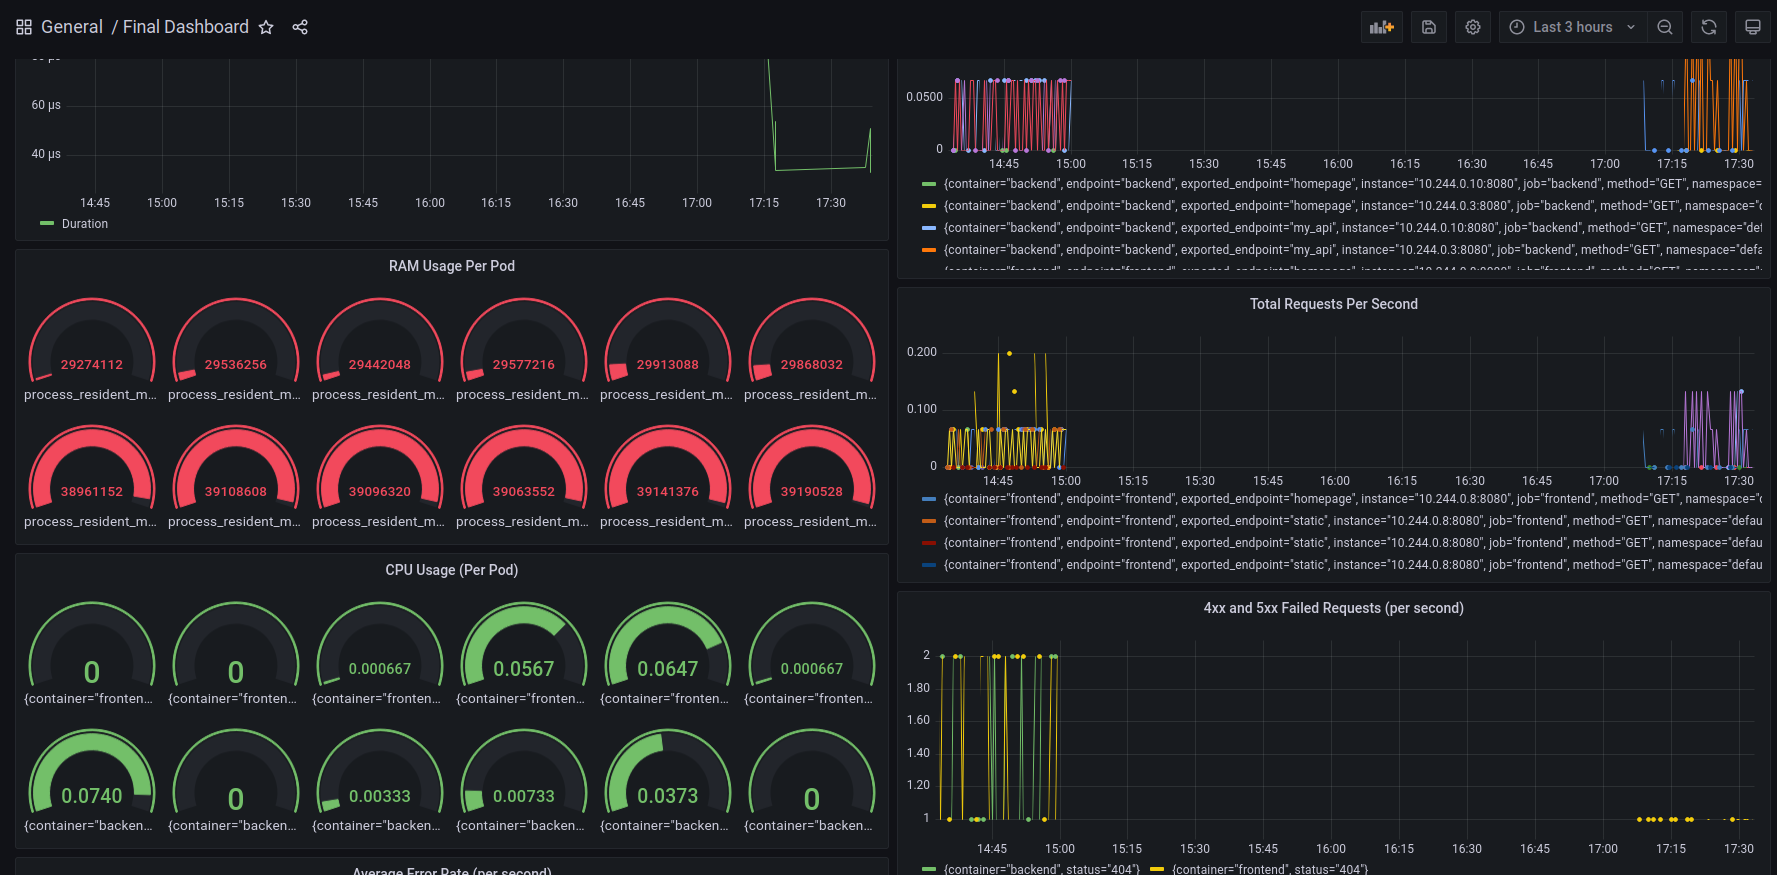 General / Final Dashboard
Last 3 hours
60 µs
40 µs
14:45 15:00 15:15 15:30 15:45 16:00 16:15 16:30 16:45 17:00 17:15 17:30
Duration
RAM Usage Per Pod
29274112 29536256 29442048 29577216 29913088 29868032
process_resident_m... process_resident_m... process_resident_m... process_resident_m... process_resident_m... process_resident_m...
38961152 39108608 39096320 39063552 39141376 39190528
process_resident_m... process_resident_m... process_resident_m... process_resident_m... process_resident_m... process_resident_m...
CPU Usage (Per Pod)
0 0 0.000667 0.0567 0.0647 0.000667
{container="fronten... {container="fronten... {container="fronten... {container="fronten... {container="fronten... {container="fronten...
0.0740 0 0.00333 0.00733 0.0373 0
{container="backen... {container="backen... {container="backen... {container="backen... {container="backen... {container="backen...
Average Error Rate (per second)
0.0500
0
14:45 15:00 15:15 15:30 15:45 16:00 16:15 16:30 16:45 17:00 17:15 17:30
{container="backend", endpoint="backend", exported_endpoint="homepage", instance="10.244.0.10:8080", job="backend", method="GET", namespace=
{container="backend", endpoint="backend", exported_endpoint="homepage", instance="10.244.0.3:8080", job="backend", method="GET", namespace="d
{container="backend", endpoint="backend", exported_endpoint="my_api", instance="10.244.0.10:8080", job="backend", method="GET", namespace="def
{container="backend", endpoint="backend", exported_endpoint="my_api", instance="10.244.0.3:8080", job="backend", method="GET", namespace="defa
Total Requests Per Second
0.200
0.100
0
14:45 15:00 15:15 15:30 15:45 16:00 16:15 16:30 16:45 17:00 17:15 17:30
{container="frontend", endpoint="frontend", exported_endpoint="homepage", instance="10.244.0.8:8080", job="frontend", method="GET", namespace="d
{container="frontend", endpoint="frontend", exported_endpoint="static", instance="10.244.0.8:8080", job="frontend", method="GET", namespace="defau
{container="frontend", endpoint="frontend", exported_endpoint="static", instance="10.244.0.8:8080", job="frontend", method="GET", namespace="defau
{container="frontend", endpoint="frontend", exported_endpoint="static", instance="10.244.0.8:8080", job="frontend", method="GET", namespace="defau
4xx and 5xx Failed Requests (per second)
2
1.80
1.60
1.40
1.20
1
14:45 15:00 15:15 15:30 15:45 16:00 16:15 16:30 16:45 17:00 17:15 17:30
{container="backend", status="404"} {container="frontend", status="404"}